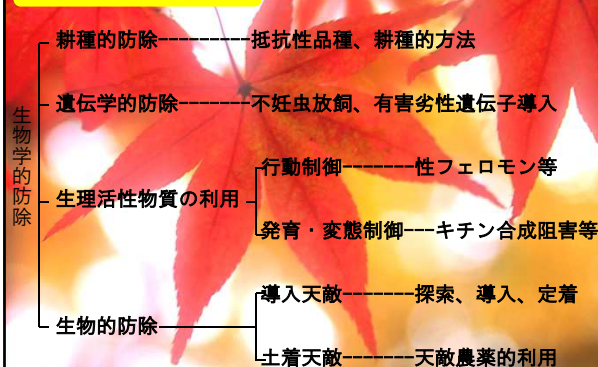 生物学的防除
耕種的防除---------抵抗性品種、耕種的方法
遺伝学的防除-------不妊虫放飼、有害劣性遺伝子導入
生理活性物質の利用
行動制御-------性フェロモン等
発育・変態制御---キチン合成阻害等
生物的防除
導入天敵-------探索、導入、定着
土着天敵-------天敵農薬的利用